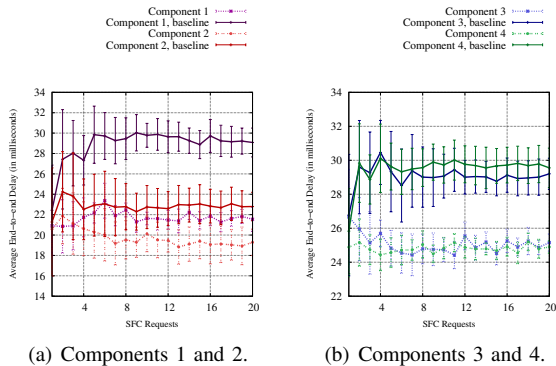 Component 1
Component 1, baseline
Component 2
Component 2, baseline
34
32
30
28
26
24
22
20
18
16
14
4
8
12
16
20
Average End-to-end Delay (in milliseconds)
SFC Requests
(a) Components 1 and 2.
Component 3
Component 3, baseline
Component 4
Component 4, baseline
34
32
30
28
26
24
22
4
8
12
16
20
Average End-to-end Delay (in milliseconds)
SFC Requests
(b) Components 3 and 4.